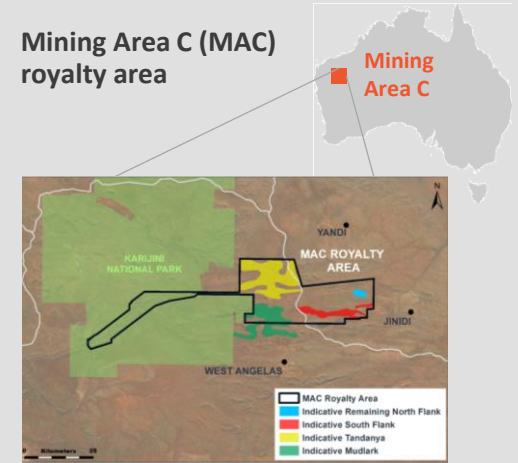 Mining Area C (MAC)
royalty area
Mining
Area C
N
YANDI
KARIJINI
NATIONAL PARK
MAC ROYALTY
AREA
JINIDI
WEST ANGELAS
MAC Royalty Area
Indicative Remaining North Flank
Indicative South Flank
Indicative Tandanya
Indicative Mudlark
Kilometers